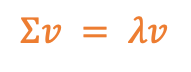 Σv = λv